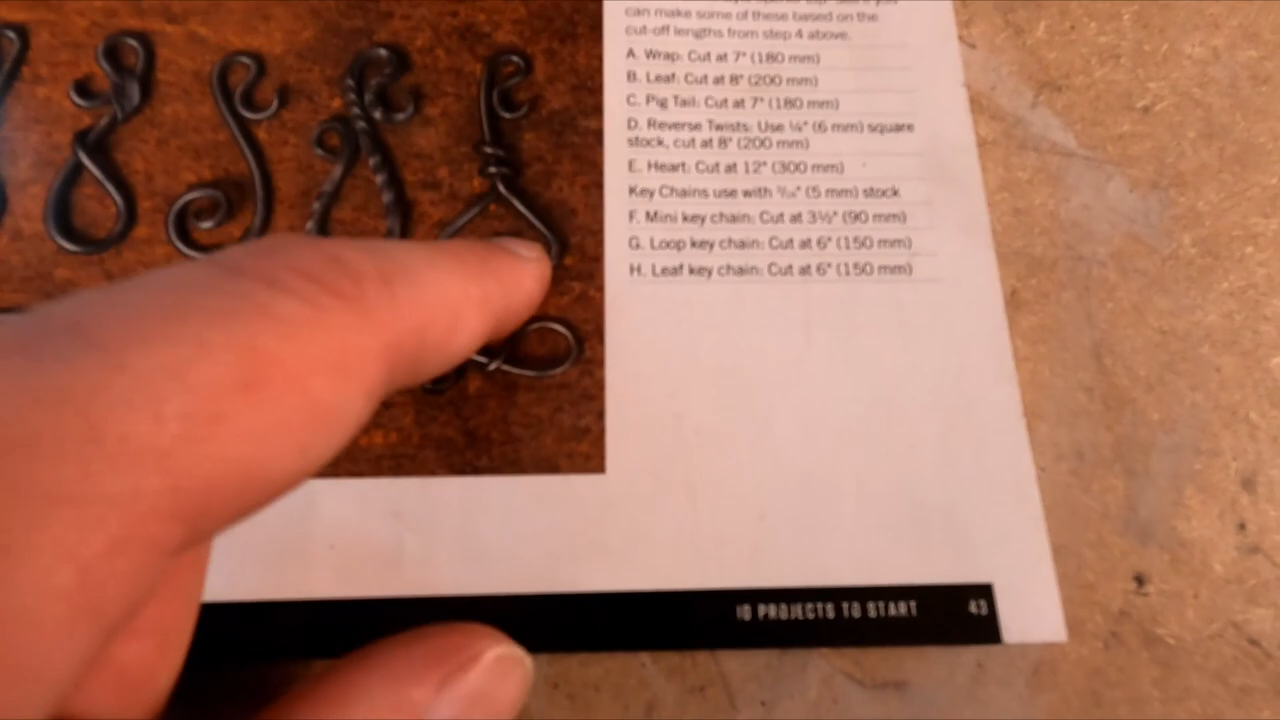 can make some of these based on the
cut-off lengths from step 4 above.
A. Wrap: Cut at 7" (180 mm)
B. Leaf: Cut at 8" (200 mm)
C. Pig Tail: Cut at 7" (180 mm)
D. Reverse Twists: Use ¼" (6 mm) square
stock, cut at 8" (200 mm)
E. Heart: Cut at 12" (300 mm)
Key Chains use with ³⁄₁₆" (5 mm) stock
F. Mini key chain: Cut at 3½" (90 mm)
G. Loop key chain: Cut at 6" (150 mm)
H. Leaf key chain: Cut at 6" (150 mm)
10 PROJECTS TO START 43